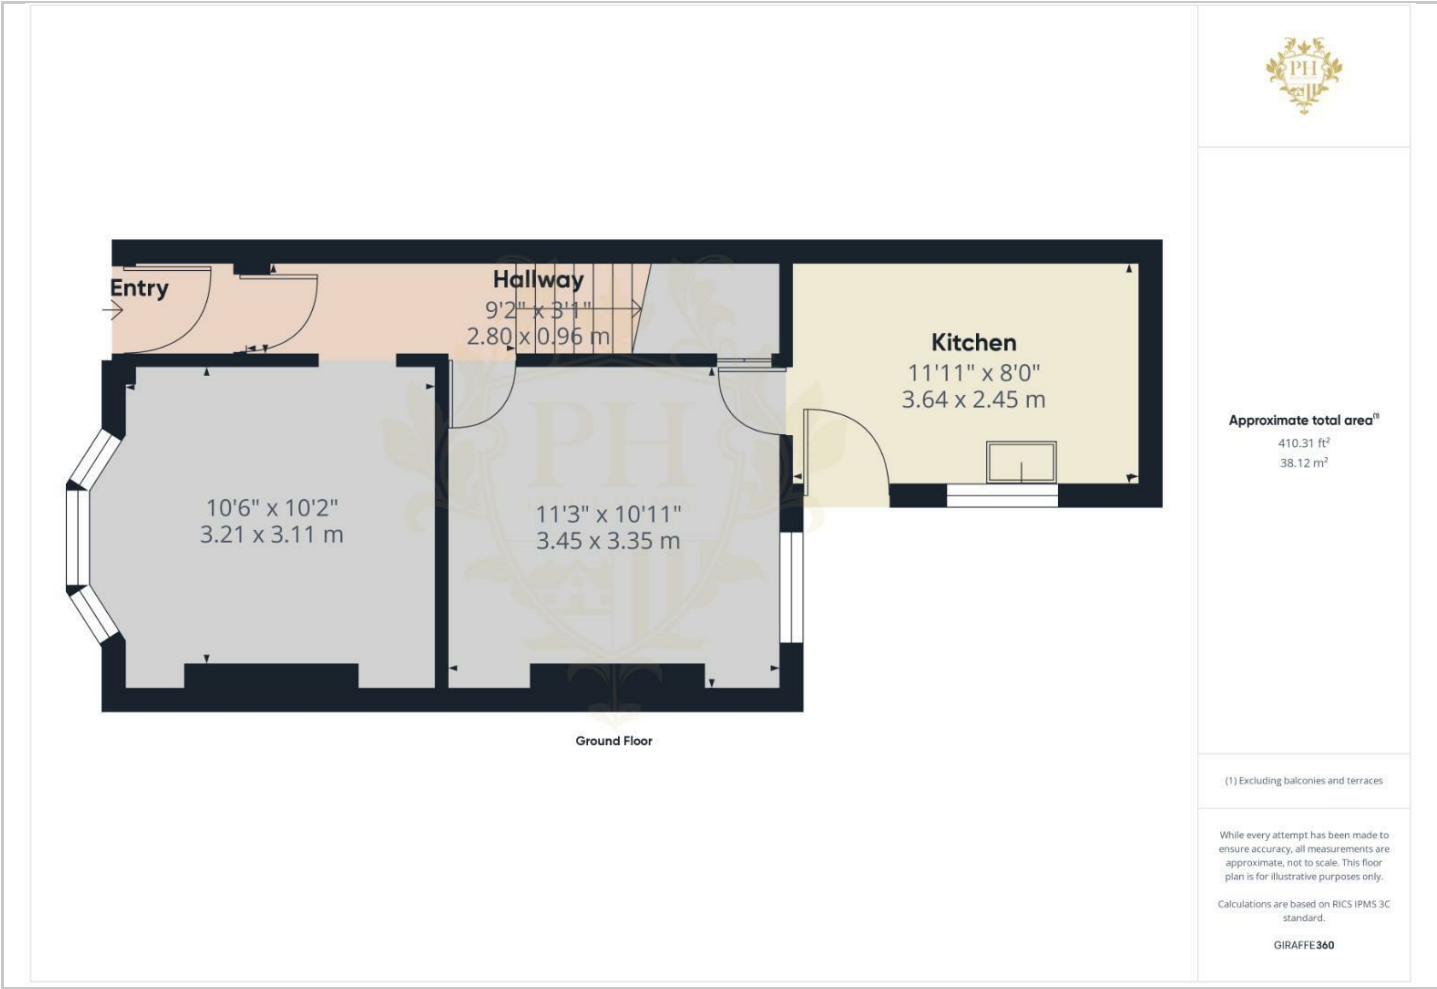 PH
Entry
Hallway
9'2" x 3'1"
2.80 x 0.96 m
Kitchen
11'11" x 8'0"
3.64 x 2.45 m
10'6" x 10'2"
3.21 x 3.11 m
PH
11'3" x 10'11"
3.45 x 3.35 m
Ground Floor
Approximate total area⁽¹⁾
410.31 ft²
38.12 m²
(1) Excluding balconies and terraces
While every attempt has been made to
ensure accuracy, all measurements are
approximate, not to scale. This floor
plan is for illustrative purposes only.
Calculations are based on RICS IPMS 3C
standard.
GIRAFFE360